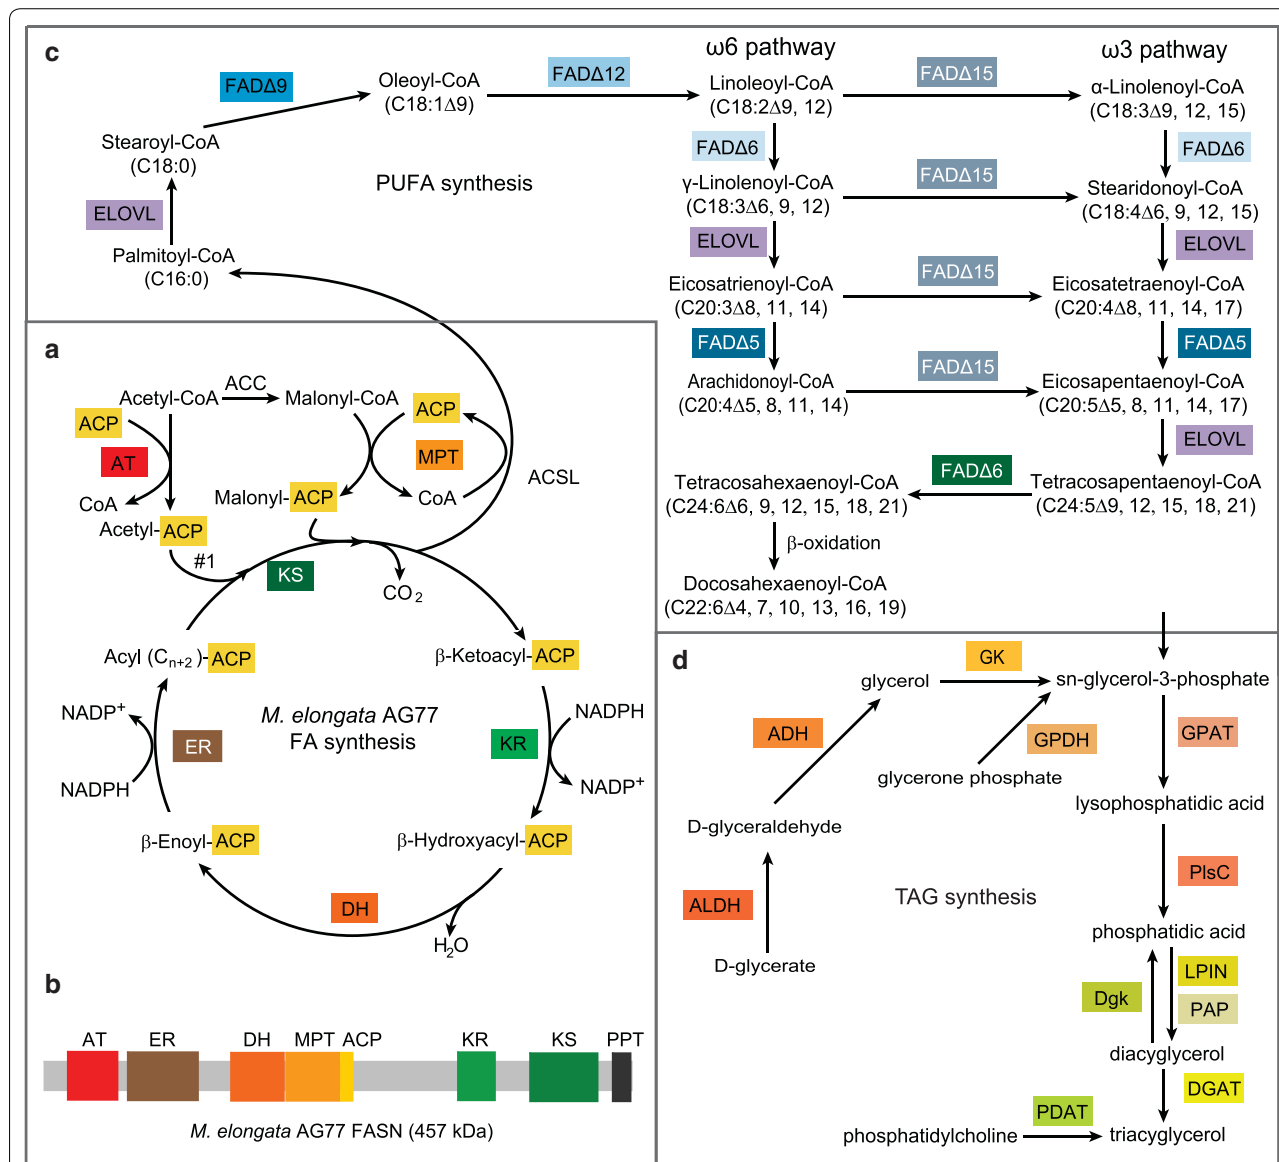 c
ω6 pathway
ω3 pathway
FADΔ9
Oleoyl-CoA
(C18:1Δ9)
FADΔ12
Linoleoyl-CoA
(C18:2Δ9, 12)
FADΔ15
α-Linolenoyl-CoA
(C18:3Δ9, 12, 15)
Stearoyl-CoA
(C18:0)
PUFA synthesis
FADΔ6
FADΔ6
γ-Linolenoyl-CoA
(C18:3Δ6, 9, 12)
FADΔ15
Stearidonoyl-CoA
(C18:4Δ6, 9, 12, 15)
ELOVL
Palmitoyl-CoA
(C16:0)
ELOVL
ELOVL
Eicosatrienoyl-CoA
(C20:3Δ8, 11, 14)
FADΔ15
Eicosatetraenoyl-CoA
(C20:4Δ8, 11, 14, 17)
FADΔ5
FADΔ5
Arachidonoyl-CoA
(C20:4Δ5, 8, 11, 14)
FADΔ15
Eicosapentaenoyl-CoA
(C20:5Δ5, 8, 11, 14, 17)
ELOVL
Tetracosahexaenoyl-CoA
(C24:6Δ6, 9, 12, 15, 18, 21)
FADΔ6
Tetracosapentaenoyl-CoA
(C24:5Δ9, 12, 15, 18, 21)
β-oxidation
Docosahexaenoyl-CoA
(C22:6Δ4, 7, 10, 13, 16, 19)
a
Acetyl-CoA
ACC
Malonyl-CoA
ACP
ACP
AT
MPT
CoA
CoA
Malonyl-ACP
Acetyl-ACP
ACSL
#1
KS
CO2
Acyl (Cn+2)-ACP
β-Ketoacyl-ACP
M. elongata AG77
FA synthesis
NADP+
ER
NADPH
NADPH
KR
NADP+
β-Enoyl-ACP
β-Hydroxyacyl-ACP
DH
H2O
b
AT
ER
DH
MPT
ACP
KR
KS
PPT
M. elongata AG77 FASN (457 kDa)
d
glycerol
GK
sn-glycerol-3-phosphate
ADH
GPDH
GPAT
glycerone phosphate
lysophosphatidic acid
D-glyceraldehyde
PlsC
TAG synthesis
ALDH
phosphatidic acid
D-glycerate
LPIN
Dgk
PAP
diacyglycerol
DGAT
PDAT
phosphatidylcholine
triacyglycerol